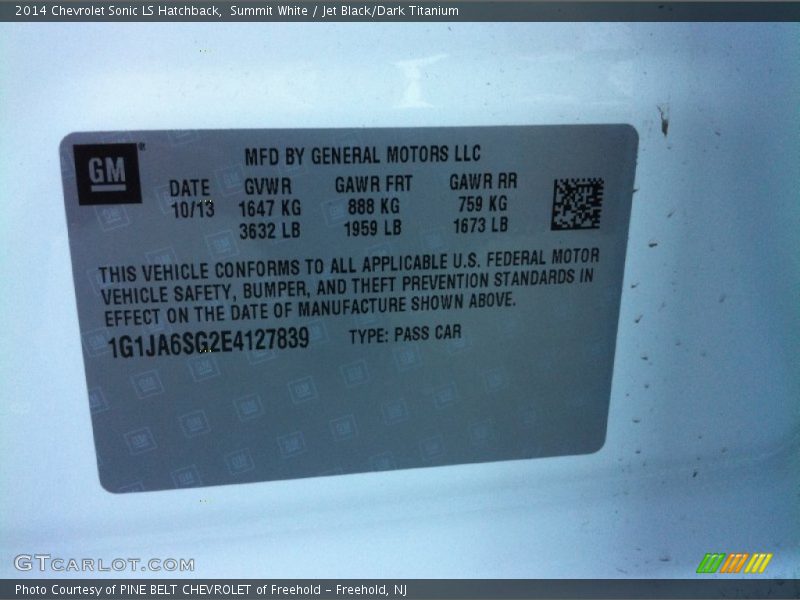 2014 Chevrolet Sonic LS Hatchback,  Summit White / Jet Black/Dark Titanium
GM®
MFD BY GENERAL MOTORS LLC
DATE GVWR GAWR FRT GAWR RR
10/13 1647 KG 888 KG 759 KG
3632 LB 1959 LB 1673 LB
THIS VEHICLE CONFORMS TO ALL APPLICABLE U.S. FEDERAL MOTOR
VEHICLE SAFETY, BUMPER, AND THEFT PREVENTION STANDARDS IN
EFFECT ON THE DATE OF MANUFACTURE SHOWN ABOVE.
1G1JA6SG2E4127839 TYPE: PASS CAR
GTCARLOT.COM
Photo Courtesy of PINE BELT CHEVROLET of Freehold - Freehold, NJ